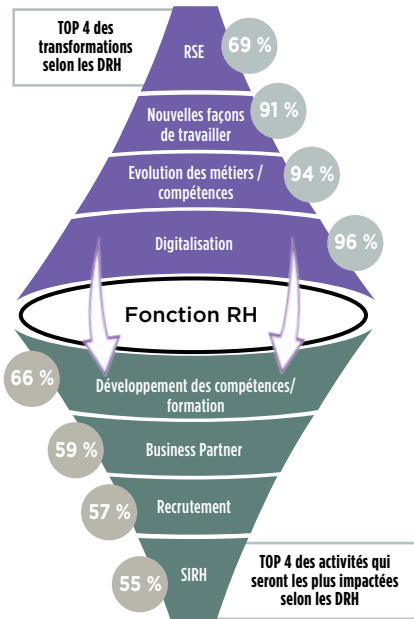 TOP 4 des
transformations
selon les DRH
RSE
69 %
Nouvelles façons
de travailler
91 %
Evolution des métiers /
compétences
94 %
Digitalisation
96 %
Fonction RH
66 %
Développement des compétences/
formation
59 %
Business Partner
57 %
Recrutement
55 %
SIRH
TOP 4 des activités qui
seront les plus impactées
selon les DRH